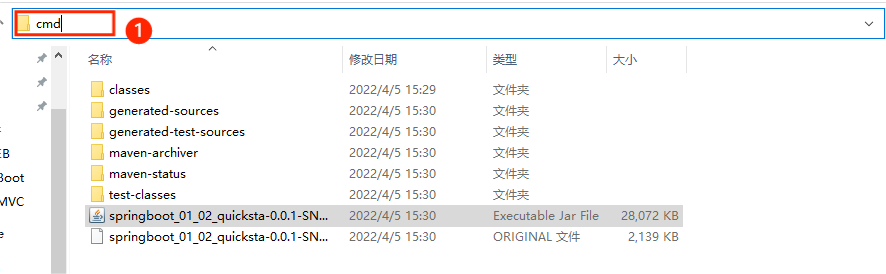 cmd
1
名称 修改日期 类型 大小
classes 2022/4/5 15:29 文件夹
generated-sources 2022/4/5 15:30 文件夹
generated-test-sources 2022/4/5 15:30 文件夹
maven-archiver 2022/4/5 15:30 文件夹
EB
maven-status 2022/4/5 15:30 文件夹
Boot
test-classes 2022/4/5 15:30 文件夹
MVC
springboot_01_02_quicksta-0.0.1-SN... 2022/4/5 15:30 Executable Jar File 28,072 KB
e
springboot_01_02_quicksta-0.0.1-SN... 2022/4/5 15:30 ORIGINAL 文件 2,139 KB